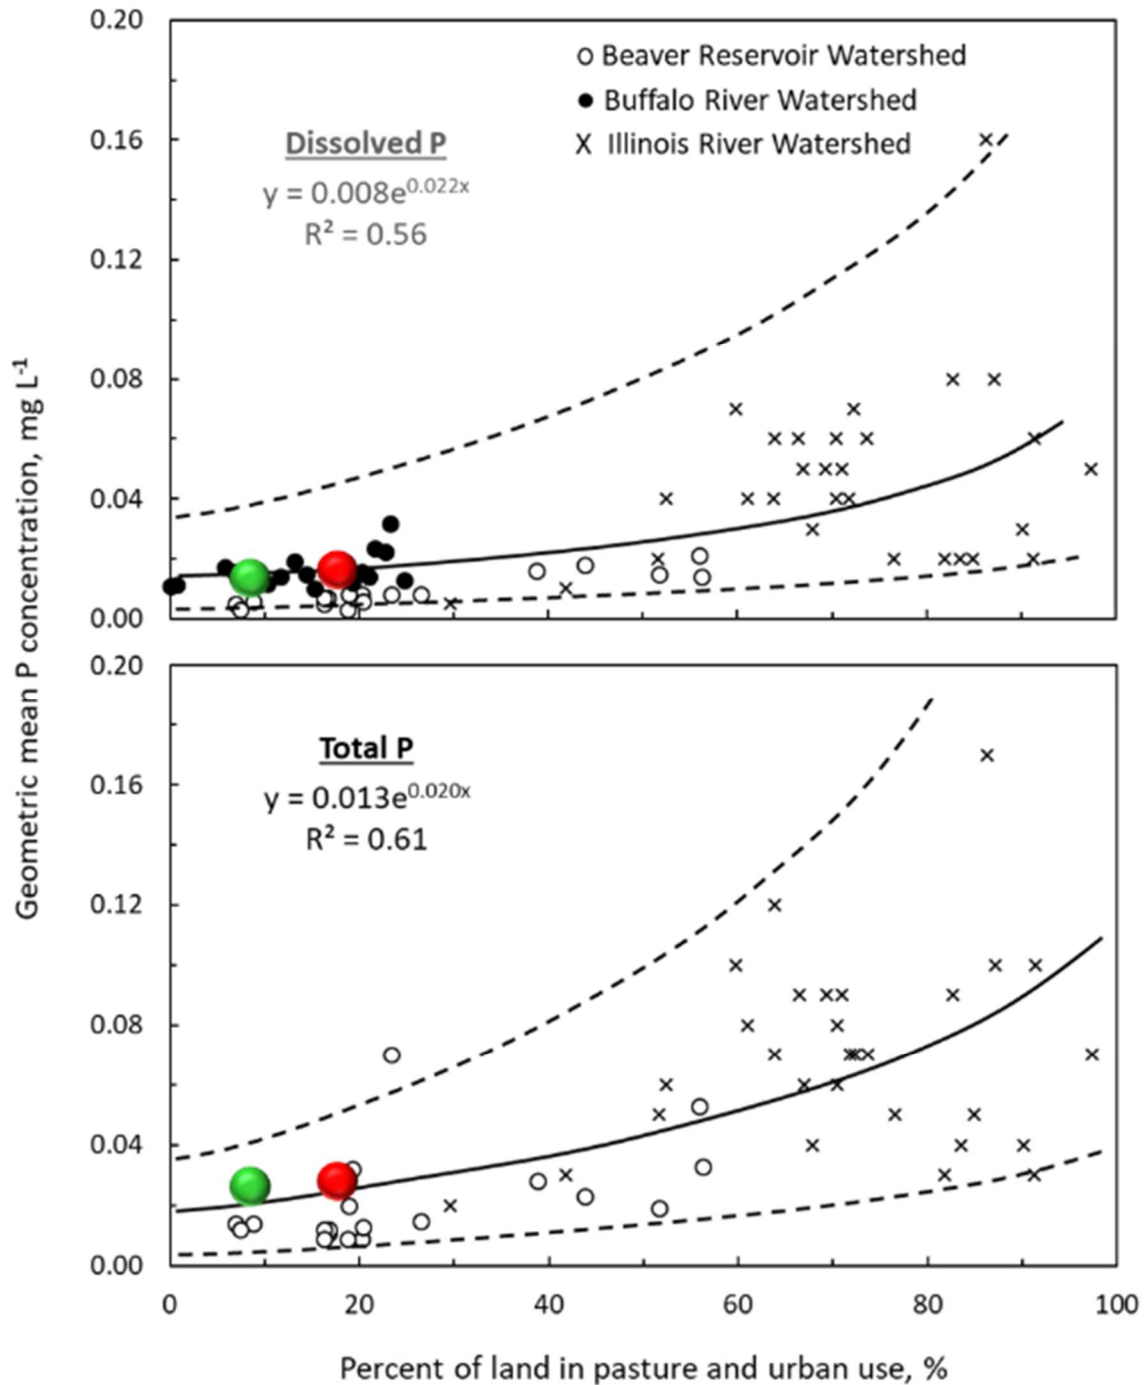 Geometric mean P concentration, mg L⁻¹
0.20
0.16
0.12
0.08
0.04
0.00
O Beaver Reservoir Watershed
● Buffalo River Watershed
X Illinois River Watershed
Dissolved P
y = 0.008e⁰·⁰²²ˣ
R² = 0.56
0.20
0.16
0.12
0.08
0.04
0.00
Total P
y = 0.013e⁰·⁰²⁰ˣ
R² = 0.61
0 20 40 60 80 100
Percent of land in pasture and urban use, %